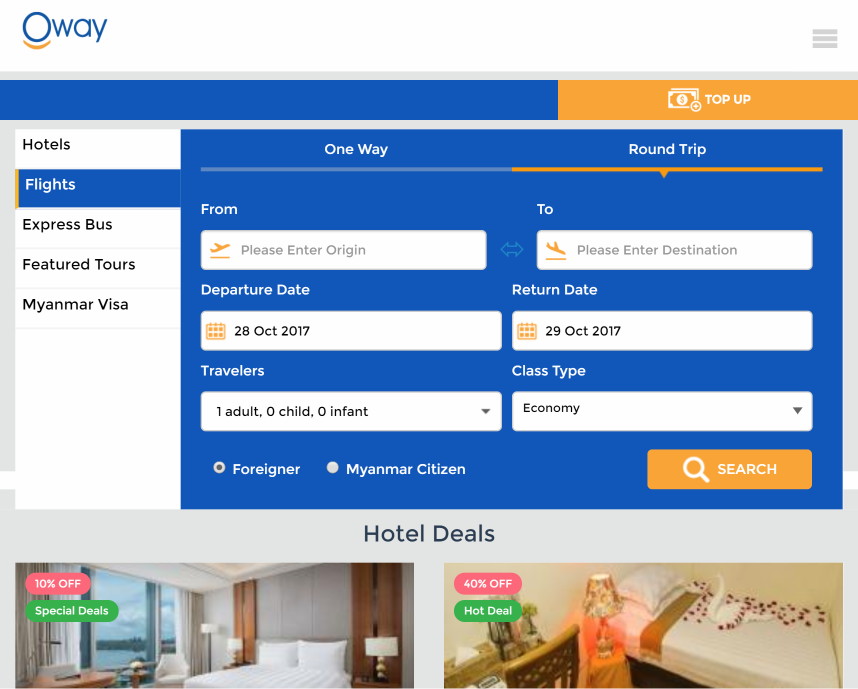 Oway
TOP UP
Hotels
Flights
Express Bus
Featured Tours
Myanmar Visa
One Way
Round Trip
From
To
Please Enter Origin
Please Enter Destination
Departure Date
Return Date
28 Oct 2017
29 Oct 2017
Travelers
Class Type
1 adult, 0 child, 0 infant
Economy
Foreigner
Myanmar Citizen
SEARCH
Hotel Deals
10% OFF
Special Deals
40% OFF
Hot Deal